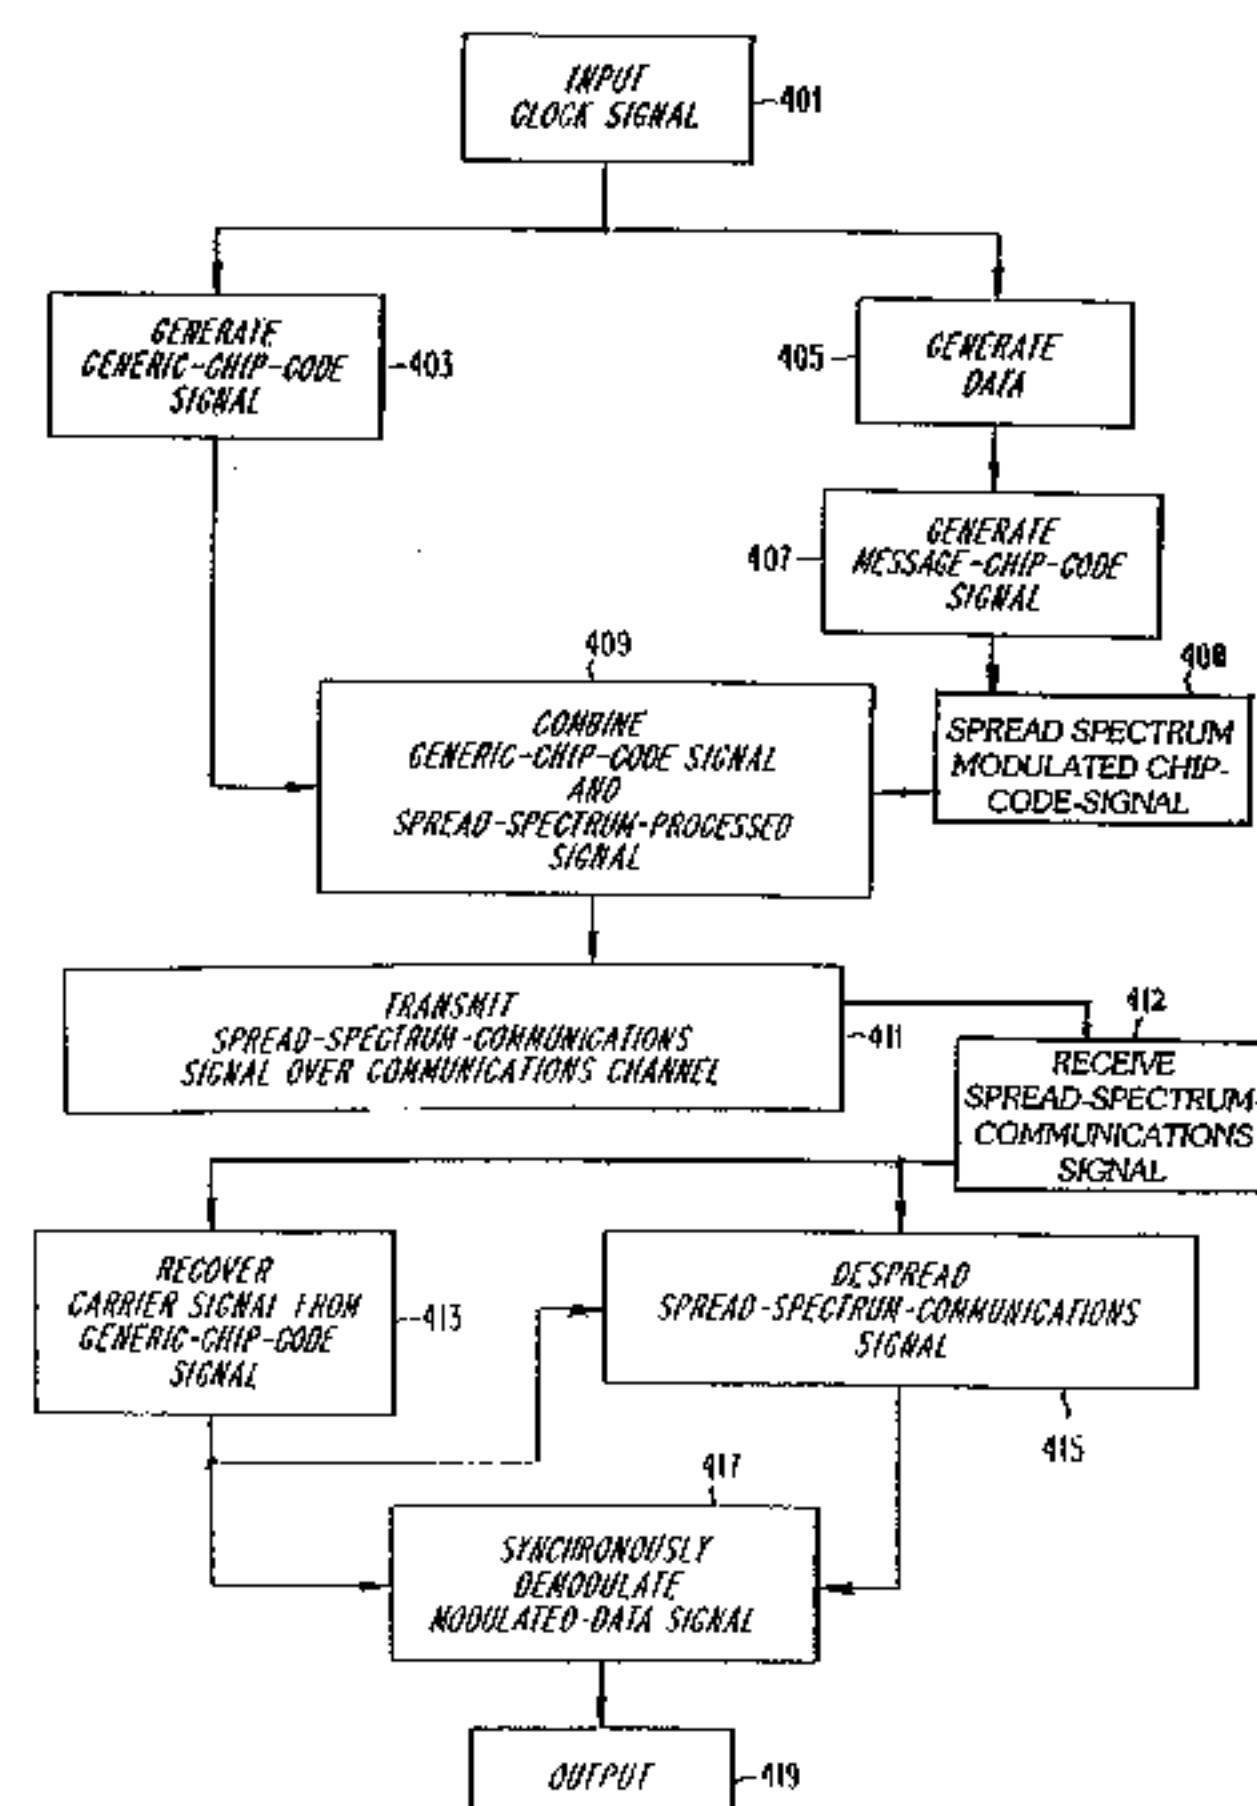 INPUT
CLOCK SIGNAL
401
GENERATE
GENERIC-CHIP-CODE
SIGNAL
403
405
GENERATE
DATA
407
GENERATE
MESSAGE-CHIP-CODE
SIGNAL
409
408
COMBINE
GENERIC-CHIP-CODE SIGNAL
AND
SPREAD-SPECTRUM-PROCESSED
SIGNAL
SPREAD SPECTRUM
MODULATED CHIP-
CODE-SIGNAL
TRANSMIT
SPREAD-SPECTRUM-COMMUNICATIONS
SIGNAL OVER COMMUNICATIONS CHANNEL
411
412
RECEIVE
SPREAD-SPECTRUM-
COMMUNICATIONS
SIGNAL
RECOVER
CARRIER SIGNAL FROM
GENERIC-CHIP-CODE
SIGNAL
413
DESPREAD
SPREAD-SPECTRUM-COMMUNICATIONS
SIGNAL
415
417
SYNCHRONOUSLY
DEMODULATE
MODULATED-DATA SIGNAL
OUTPUT
419